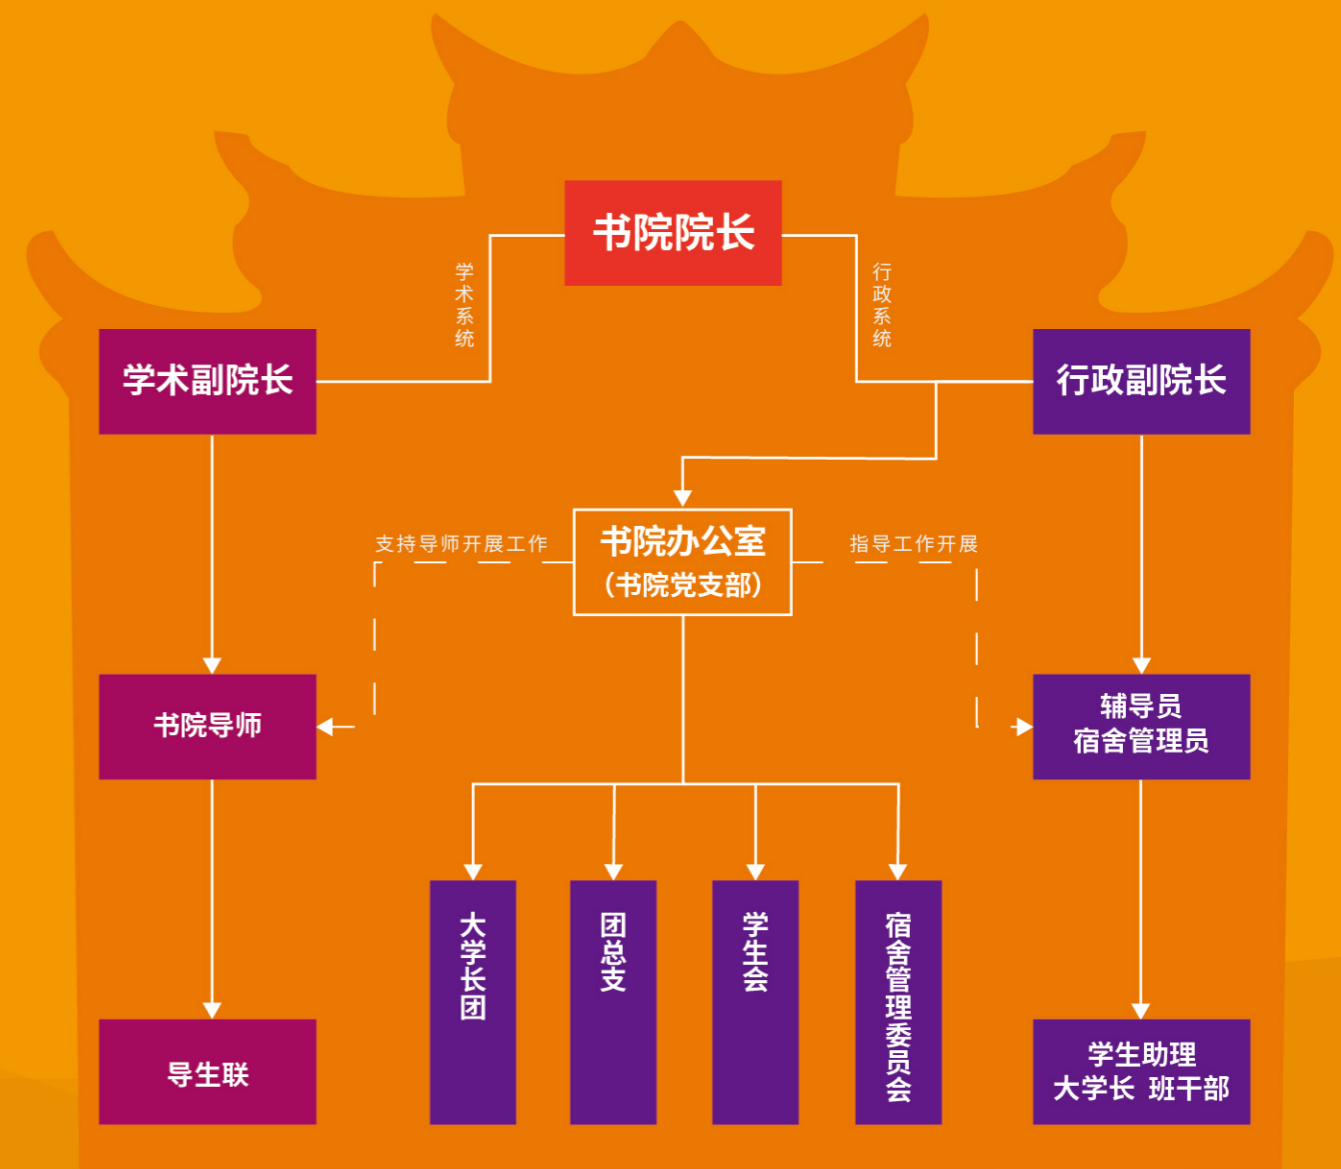 书院院长
学术系统
行政系统
学术副院长
行政副院长
支持导师开展工作
书院办公室
（书院党支部）
指导工作开展
书院导师
辅导员
宿舍管理员
大学长团
团总支
学生会
宿舍管理委员会
导生联
学生助理
大学长 班干部